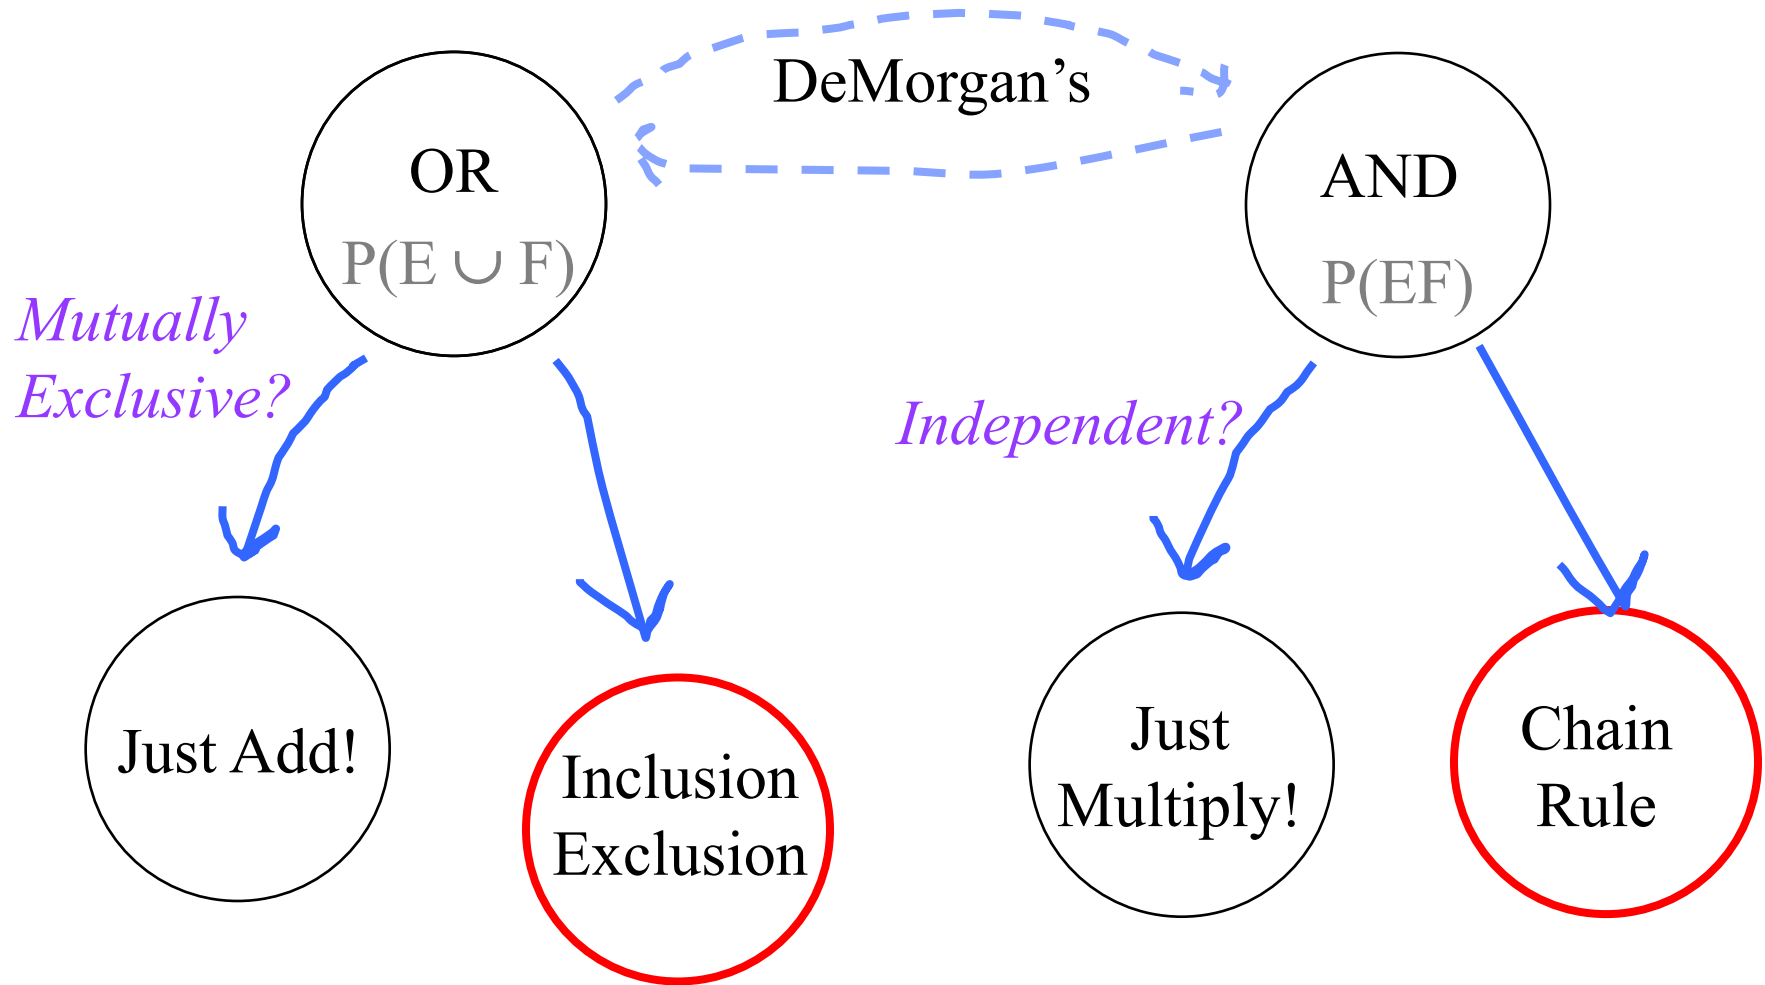 DeMorgan’s
OR
P(E ∪ F)
AND
P(EF)
Mutually
Exclusive?
Independent?
Just Add!
Inclusion
Exclusion
Just
Multiply!
Chain
Rule